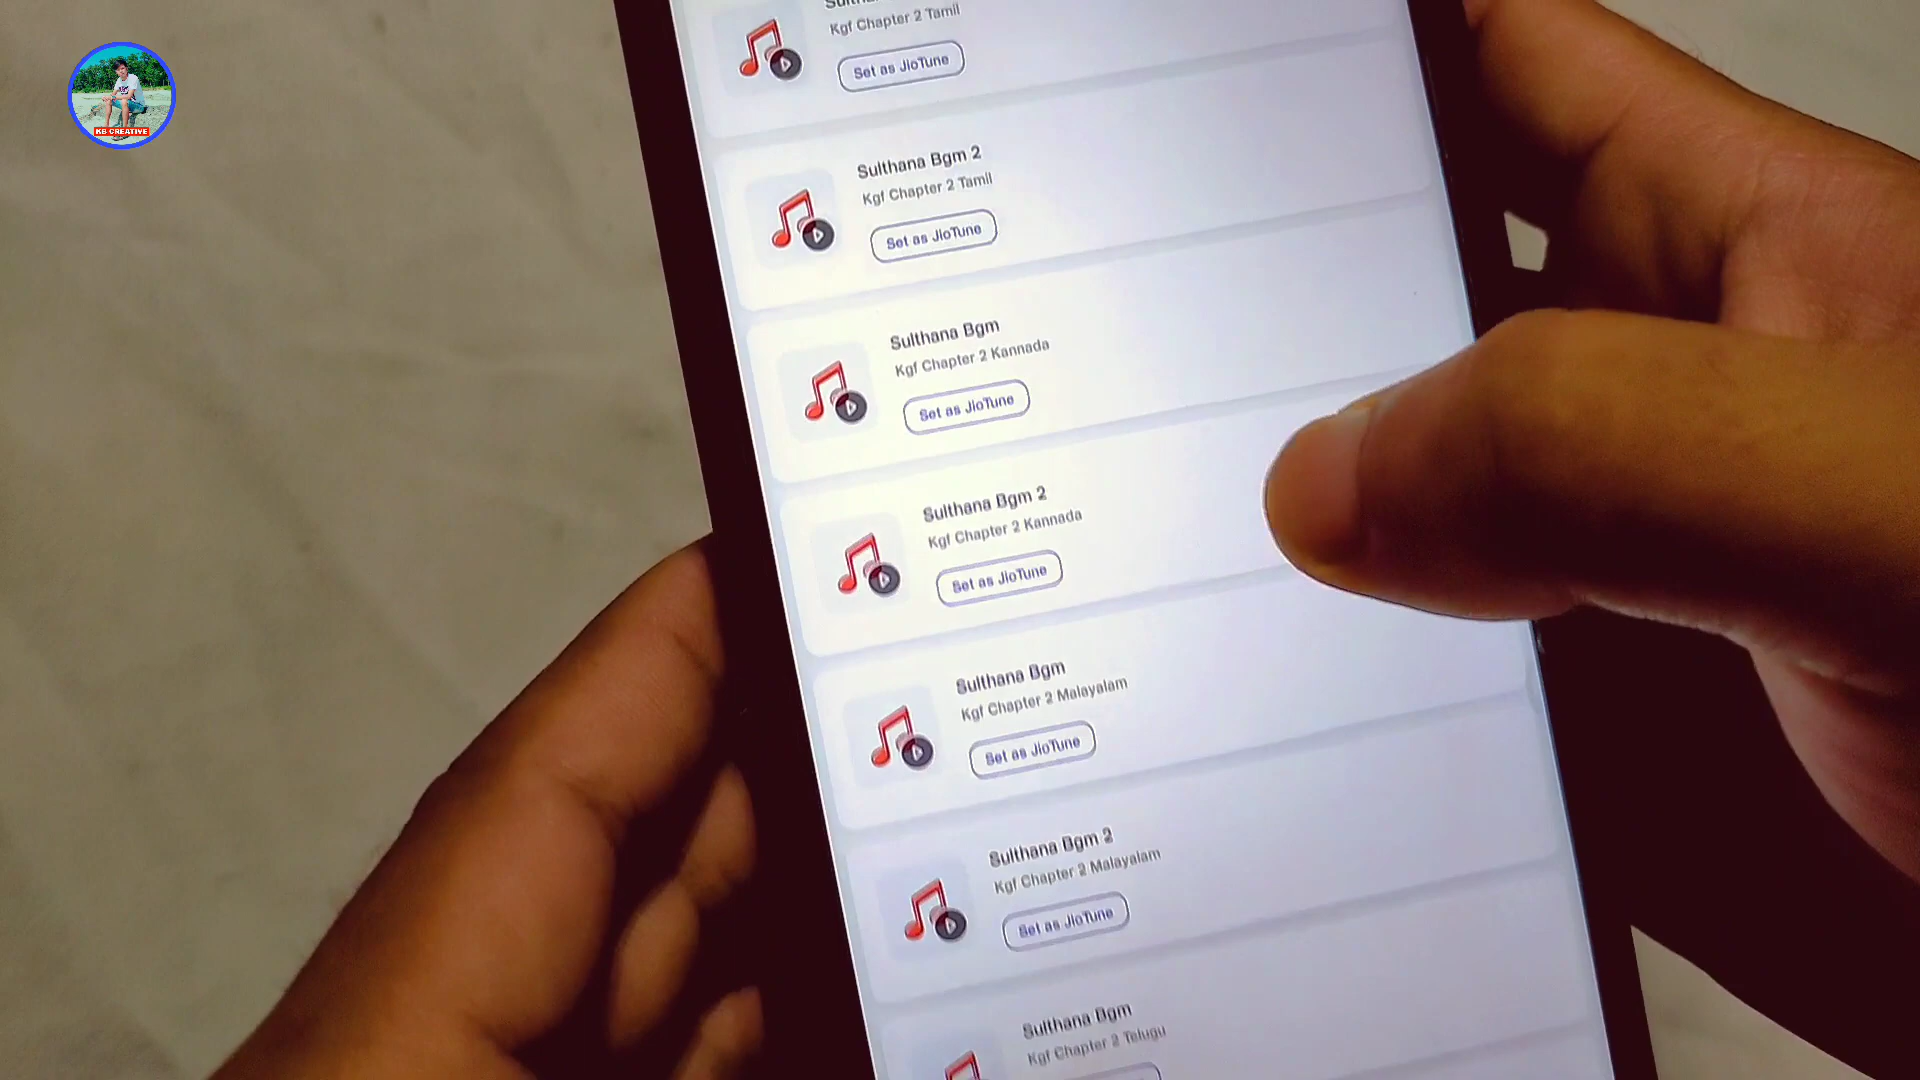 KB CREATIVE
Kgf Chapter 2 Tamil
Set as JioTune
Sulthana Bgm 2
Kgf Chapter 2 Tamil
Set as JioTune
Sulthana Bgm
Kgf Chapter 2 Kannada
Set as JioTune
Sulthana Bgm 2
Kgf Chapter 2 Kannada
Set as JioTune
Sulthana Bgm
Kgf Chapter 2 Malayalam
Set as JioTune
Sulthana Bgm 2
Kgf Chapter 2 Malayalam
Set as JioTune
Sulthana Bgm
Kgf Chapter 2 Telugu